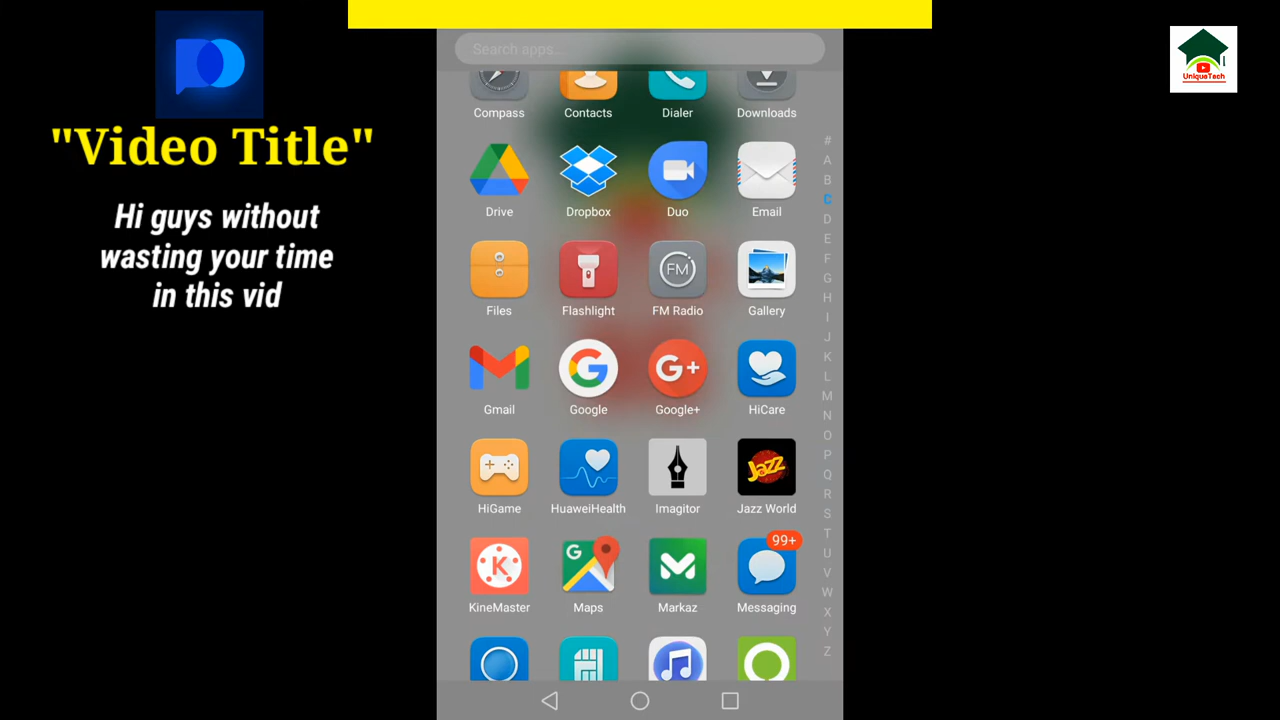 "Video Title"
Hi guys without
wasting your time
in this vid
UniqueTech
Search apps...
Compass Contacts Dialer Downloads
Drive Dropbox Duo Email
FM
Files Flashlight FM Radio Gallery
G+
Gmail Google Google+ HiCare
Jazz
HiGame HuaweiHealth Imagitor Jazz World
99+
K
G
KineMaster Maps Markaz Messaging
#
A
B
C
D
E
F
G
H
I
J
K
L
M
N
O
P
Q
R
S
T
U
V
W
X
Y
Z